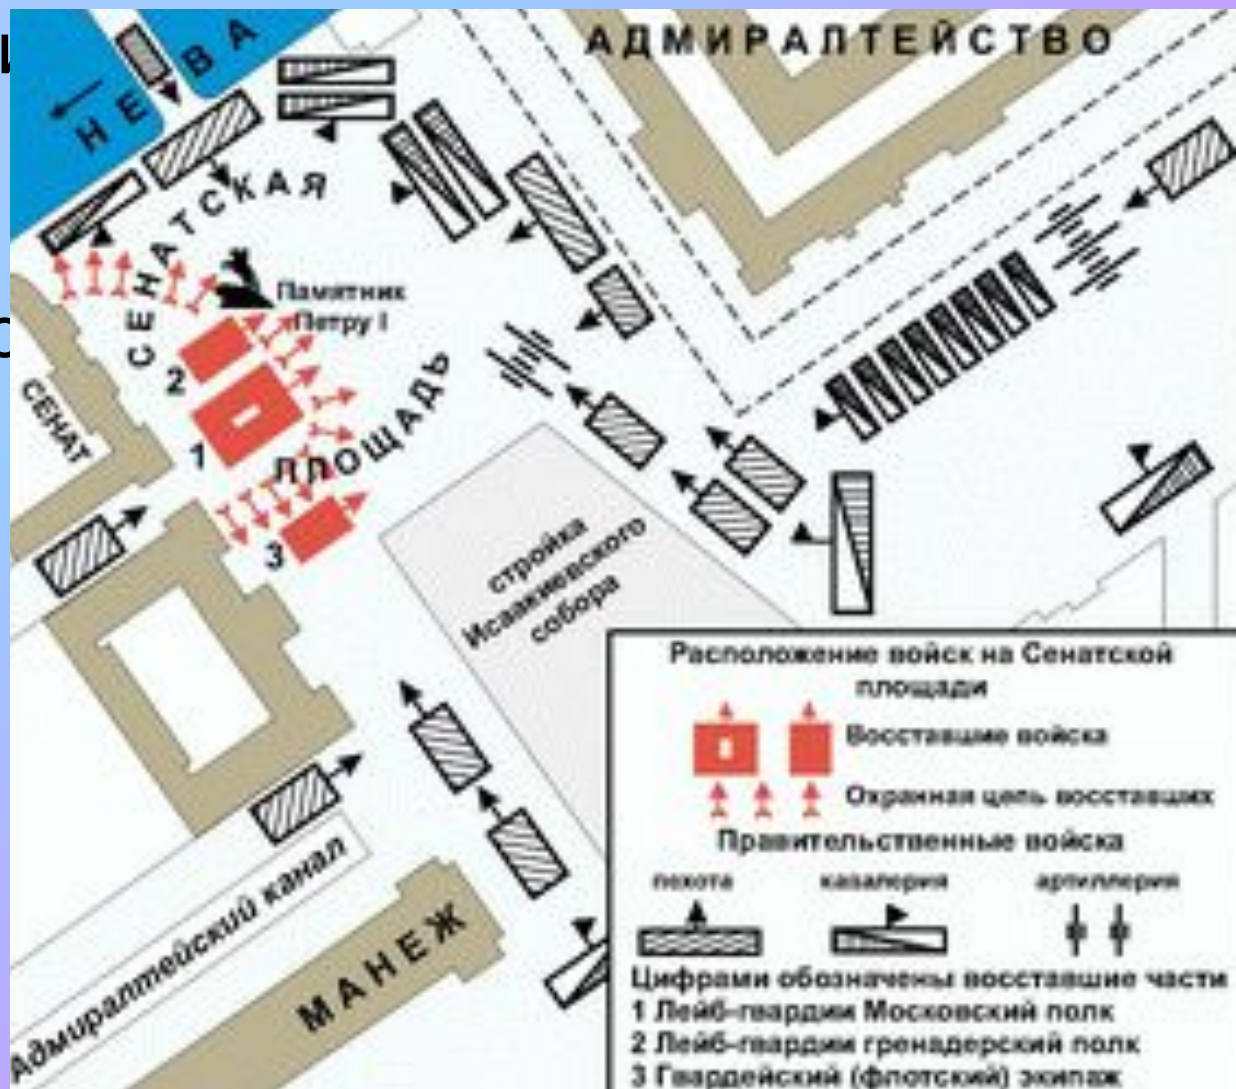 АДМИРАЛТЕЙСТВО
НЕВА
СЕНАТСКАЯ
ПЛОЩАДЬ
Памятник
Петру I
2
1
3
СЕНАТ
стройка
Исаакиевского
собора
Адмиралтейский канал
МАНЕЖ
Расположение войск на Сенатской
площади
Восставшие войска
Охранная цепь восставших
Правительственные войска
пехота кавалерия артиллерия
Цифрами обозначены восставшие части
1 Лейб-гвардии Московский полк
2 Лейб-гвардии гренадерский полк
3 Гвардейский (флотский) экипаж